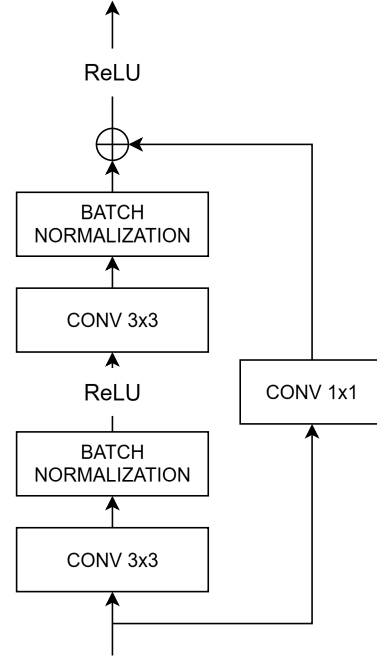 ReLU
BATCH
NORMALIZATION
CONV 3x3
ReLU
CONV 1x1
BATCH
NORMALIZATION
CONV 3x3